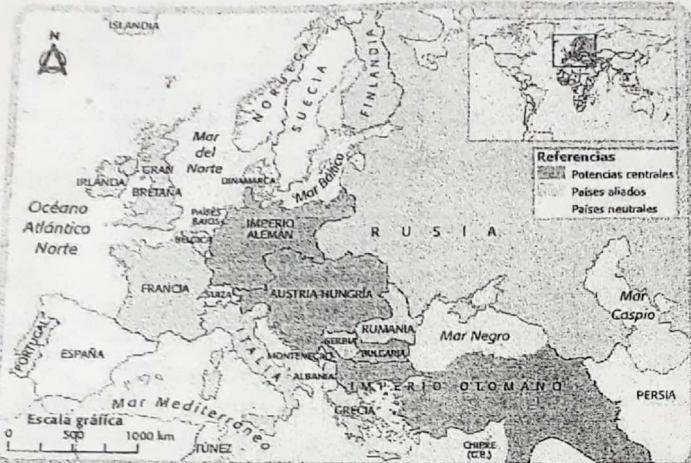 ISLANDIA
N
NORUEGA
SUECIA
FINLANDIA
Mar
del
Norte
GRAN
BRETAÑA
IRLANDA
DINAMARCA
Mar Báltico
Referencias
Potencias centrales
Países aliados
Países neutrales
Océano
Atlántico
Norte
PAÍSES
BAJOS
BÉLGICA
IMPERIO
ALEMÁN
RUSIA
FRANCIA
SUIZA
AUSTRIA-HUNGRÍA
Mar
Caspio
RUMANIA
Mar Negro
PORTUGAL
ESPAÑA
ITALIA
SERBIA
MONTENEGRO
BULGARIA
ALBANIA
IMPERIO OTOMANO
PERSIA
GRECIA
Mar Mediterráneo
Escala gráfica
0 500 1000 km
TÚNEZ
CHIPRE
(G.B.)